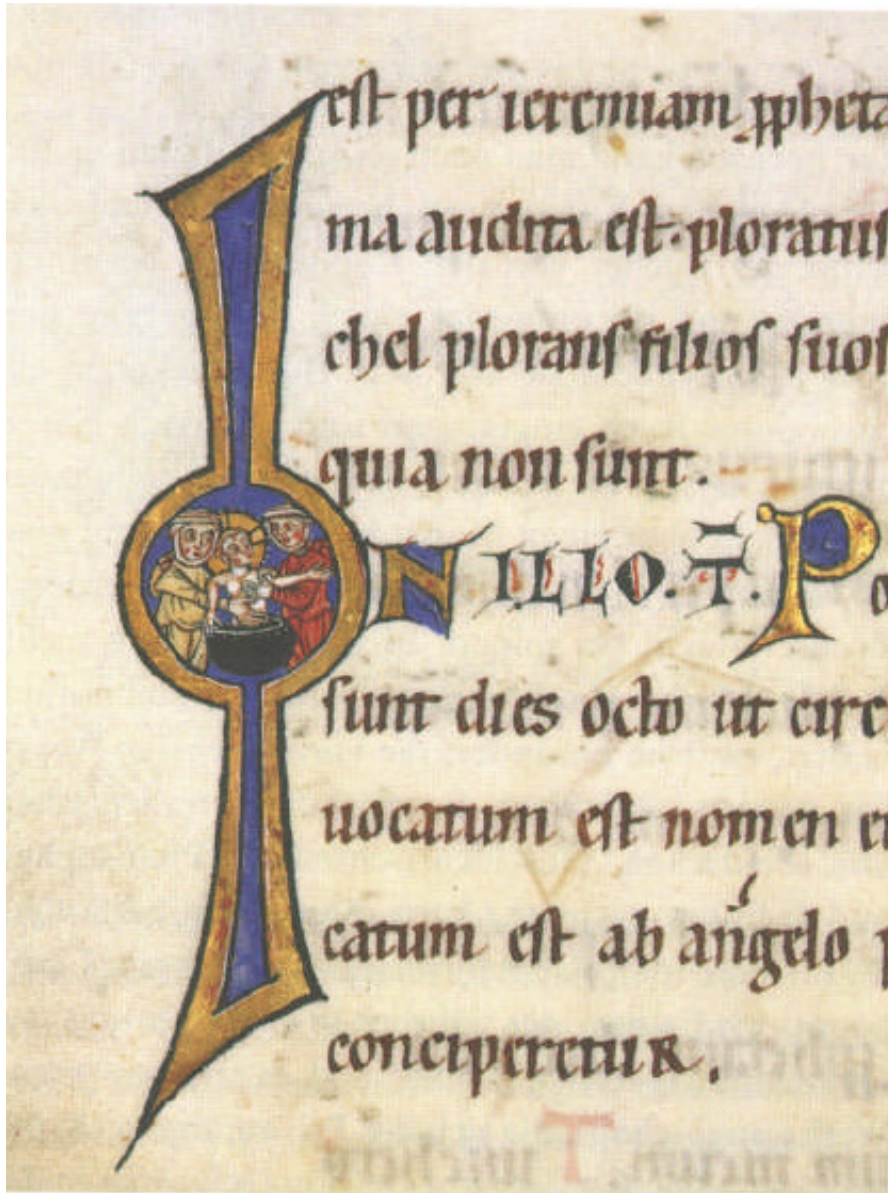 est per ieremiam ꝓpheta
ma audita est. ploratus
chel plorans filios suos
quia non sunt.
IN ILLO. T̄. P
sunt dies octo ut circ
uocatum est nomen ei
catum est ab angelo p
conciperetur.